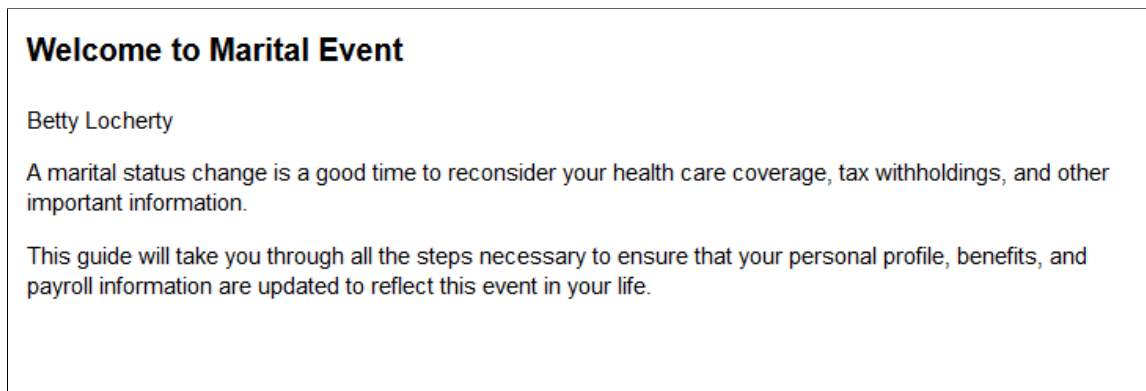 Welcome to Marital Event
Betty Locherty
A marital status change is a good time to reconsider your health care coverage, tax withholdings, and other
important information.
This guide will take you through all the steps necessary to ensure that your personal profile, benefits, and
payroll information are updated to reflect this event in your life.